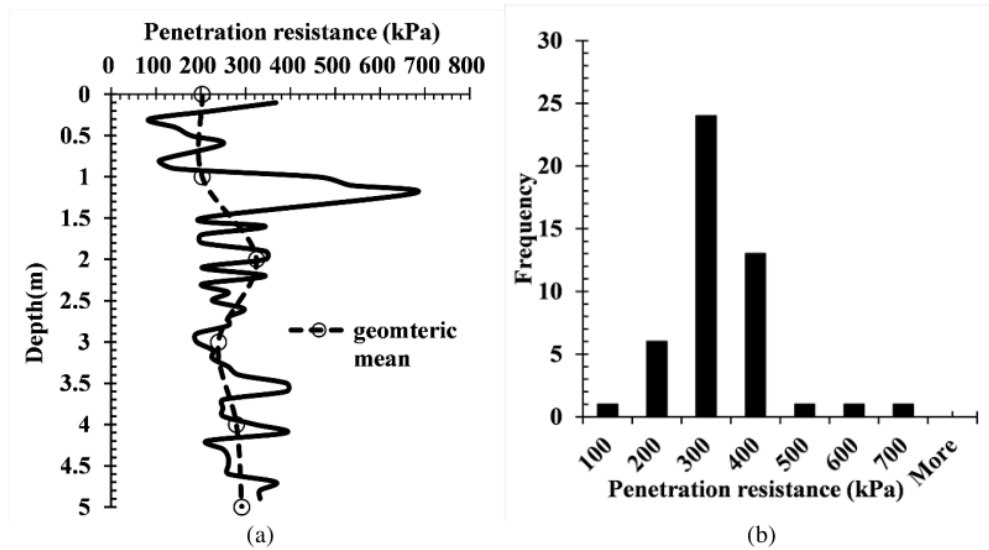 Penetration resistance (kPa)
0 100 200 300 400 500 600 700 800
0
0.5
1
1.5
2
2.5
3
3.5
4
4.5
5
Depth(m)
geomteric
mean
(a)
30
25
20
15
10
5
0
Frequency
100 200 300 400 500 600 700 More
Penetration resistance (kPa)
(b)